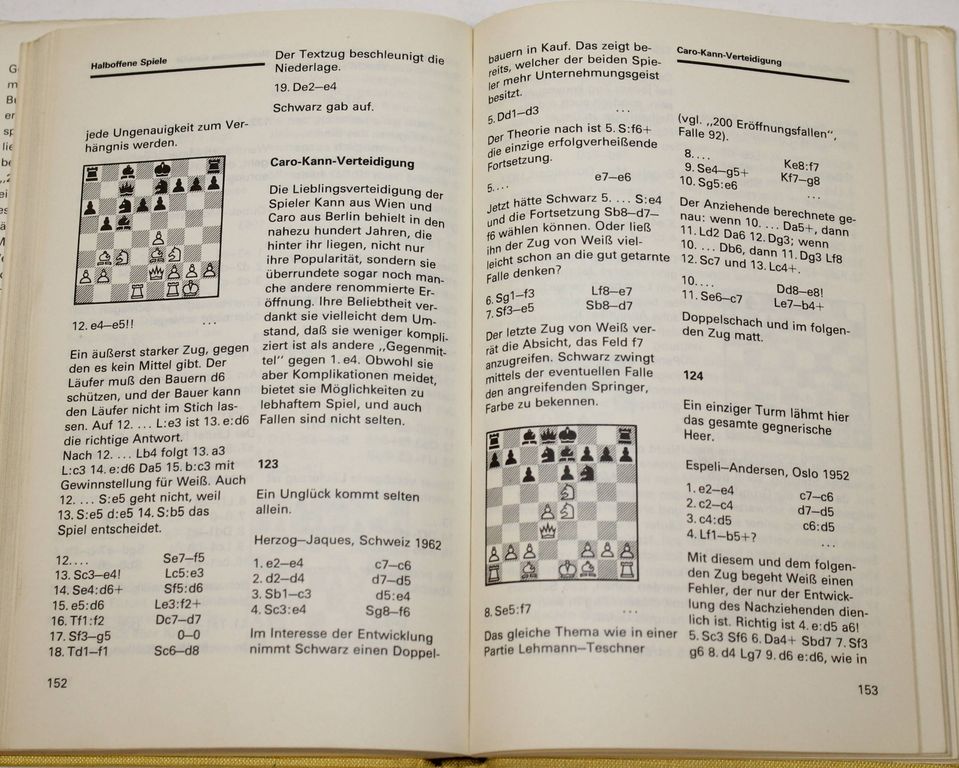 Halboffene Spiele
jede Ungenauigkeit zum Ver-
hängnis werden.
12. e4–e5!! ...
Ein äußerst starker Zug, gegen
den es kein Mittel gibt. Der
Läufer muß den Bauern d6
schützen, und der Bauer kann
den Läufer nicht im Stich las-
sen. Auf 12. ... L:e3 ist 13. e:d6
die richtige Antwort.
Nach 12. ... Lb4 folgt 13. a3
L:c3 14. e:d6 Da5 15. b:c3 mit
Gewinnstellung für Weiß. Auch
12. ... S:e5 geht nicht, weil
13. S:e5 d:e5 14. S:b5 das
Spiel entscheidet.
12. ... Se7–f5
13. Sc3–e4! Lc5:e3
14. Se4:d6+ Sf5:d6
15. e5:d6 Le3:f2+
16. Tf1:f2 Dc7–d7
17. Sf3–g5 0–0
18. Td1–f1 Sc6–d8
152
Der Textzug beschleunigt die
Niederlage.
19. De2–e4
Schwarz gab auf.
Caro-Kann-Verteidigung
Die Lieblingsverteidigung der
Spieler Kann aus Wien und
Caro aus Berlin behielt in den
nahezu hundert Jahren, die
hinter ihr liegen, nicht nur
ihre Popularität, sondern sie
überrundete sogar noch man-
che andere renommierte Er-
öffnung. Ihre Beliebtheit ver-
dankt sie vielleicht dem Um-
stand, daß sie weniger kompli-
ziert ist als andere „Gegenmit-
tel" gegen 1. e4. Obwohl sie
aber Komplikationen meidet,
bietet sie Möglichkeiten zu
lebhaftem Spiel, und auch
Fallen sind nicht selten.
123
Ein Unglück kommt selten
allein.
Herzog–Jaques, Schweiz 1962
1. e2–e4 c7–c6
2. d2–d4 d7–d5
3. Sb1–c3 d5:e4
4. Sc3:e4 Sg8–f6
Im Interesse der Entwicklung
nimmt Schwarz einen Doppel-
bauern in Kauf. Das zeigt be-
reits, welcher der beiden Spie-
ler mehr Unternehmungsgeist
besitzt.
5. Dd1–d3 ...
Der Theorie nach ist 5. S:f6+
die einzige erfolgverheißende
Fortsetzung.
5. ... e7–e6
Jetzt hätte Schwarz 5. ... S:e4
und die Fortsetzung Sb8–d7–
f6 wählen können. Oder ließ
ihn der Zug von Weiß viel-
leicht schon an die gut getarnte
Falle denken?
6. Sg1–f3 Lf8–e7
7. Sf3–e5 Sb8–d7
Der letzte Zug von Weiß ver-
rät die Absicht, das Feld f7
anzugreifen. Schwarz zwingt
mittels der eventuellen Falle
den angreifenden Springer,
Farbe zu bekennen.
8. Se5:f7 ...
Das gleiche Thema wie in einer
Partie Lehmann–Teschner
Caro-Kann-Verteidigung
(vgl. „200 Eröffnungsfallen",
Falle 92).
8. ... Ke8:f7
9. Se4–g5+ Kf7–g8
10. Sg5:e6 ...
Der Anziehende berechnete ge-
nau: wenn 10. ... Da5+, dann
11. Ld2 Da6 12. Dg3; wenn
10. ... Db6, dann 11. Dg3 Lf8
12. Sc7 und 13. Lc4+.
10. ... Dd8–e8!
11. Se6–c7 Le7–b4+
Doppelschach und im folgen-
den Zug matt.
124
Ein einziger Turm lähmt hier
das gesamte gegnerische
Heer.
Espeli–Andersen, Oslo 1952
1. e2–e4 c7–c6
2. c2–c4 d7–d5
3. c4:d5 c6:d5
4. Lf1–b5+? ...
Mit diesem und dem folgen-
den Zug begeht Weiß einen
Fehler, der nur der Entwick-
lung des Nachziehenden dien-
lich ist. Richtig ist 4. e:d5 a6!
5. Sc3 Sf6 6. Da4+ Sbd7 7. Sf3
g6 8. d4 Lg7 9. d6 e:d6, wie in
153